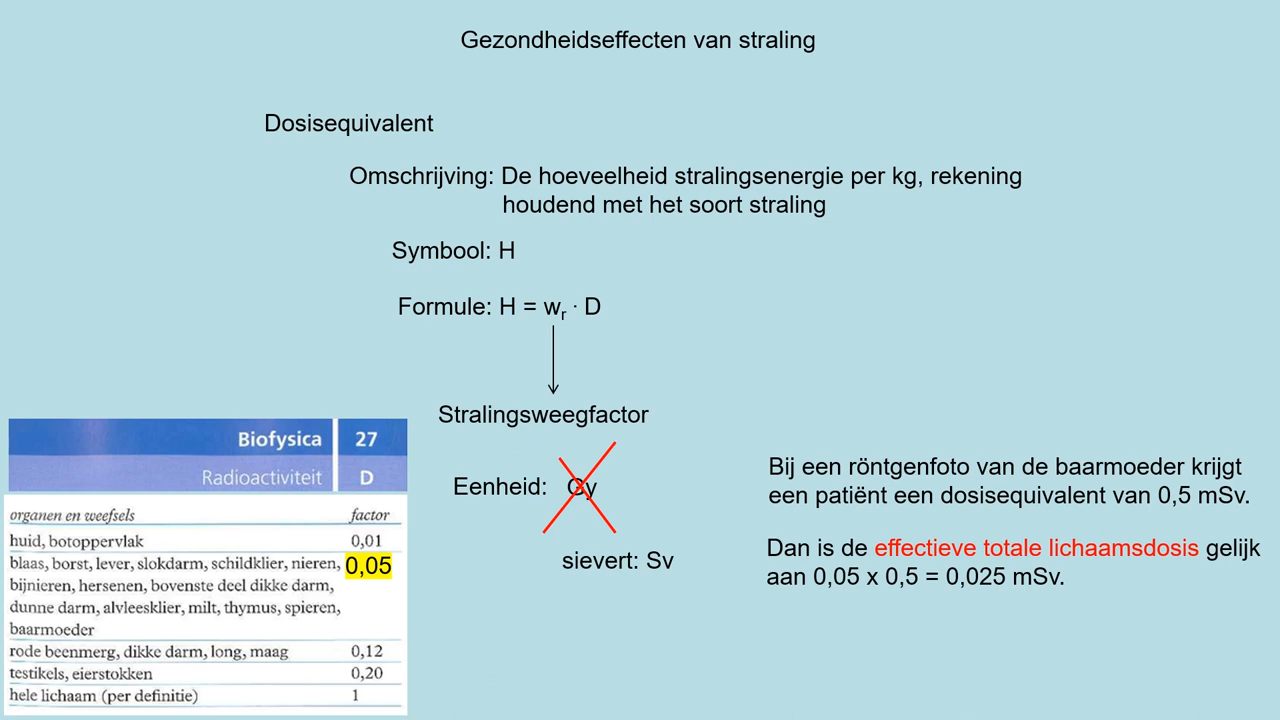 Gezondheidseffecten van straling
Dosisequivalent
Omschrijving: De hoeveelheid stralingsenergie per kg, rekening
houdend met het soort straling
Symbool: H
Formule: H = wr · D
Stralingsweegfactor
Eenheid: Gy
sievert: Sv
Biofysica 27
Radioactiviteit D
organen en weefsels factor
huid, botoppervlak 0,01
blaas, borst, lever, slokdarm, schildklier, nieren, 0,05
bijnieren, hersenen, bovenste deel dikke darm,
dunne darm, alvleesklier, milt, thymus, spieren,
baarmoeder
rode beenmerg, dikke darm, long, maag 0,12
testikels, eierstokken 0,20
hele lichaam (per definitie) 1
Bij een röntgenfoto van de baarmoeder krijgt
een patiënt een dosisequivalent van 0,5 mSv.
Dan is de effectieve totale lichaamsdosis gelijk
aan 0,05 x 0,5 = 0,025 mSv.